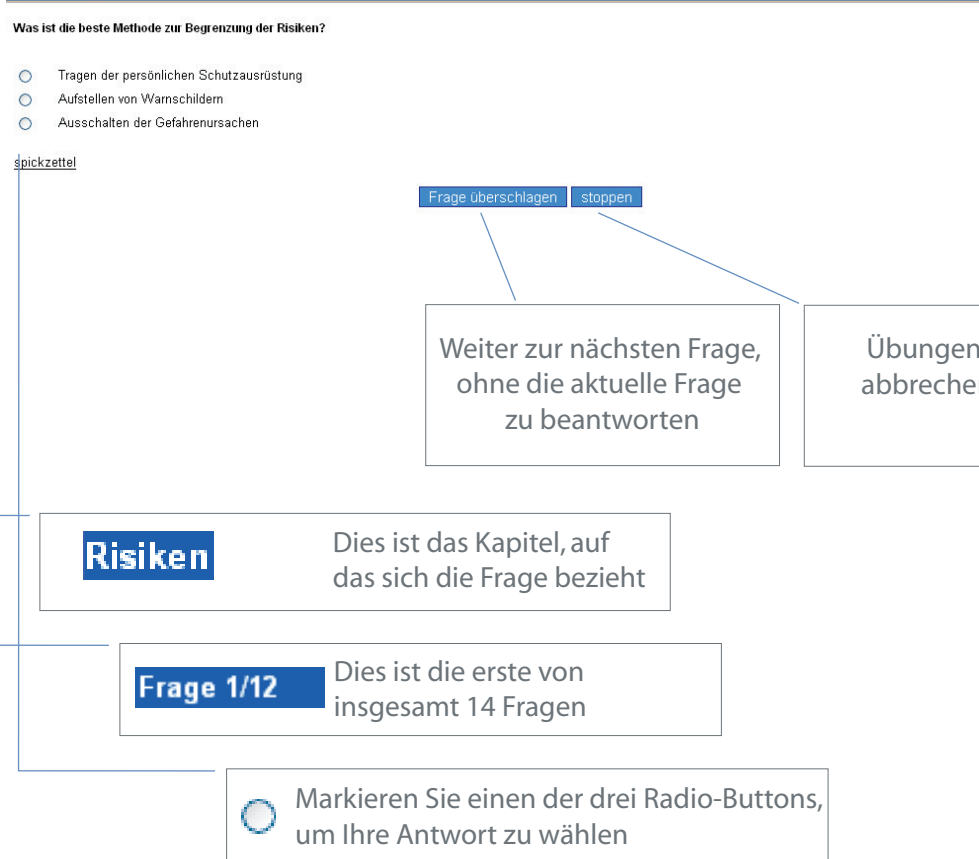 Was ist die beste Methode zur Begrenzung der Risiken?
Tragen der persönlichen Schutzausrüstung
Aufstellen von Warnschildern
Ausschalten der Gefahrenursachen
spickzettel
Frage überschlagen stoppen
Weiter zur nächsten Frage,
ohne die aktuelle Frage
zu beantworten
Übungen
abbreche
Risiken
Dies ist das Kapitel, auf
das sich die Frage bezieht
Frage 1/12
Dies ist die erste von
insgesamt 14 Fragen
Markieren Sie einen der drei Radio-Buttons,
um Ihre Antwort zu wählen